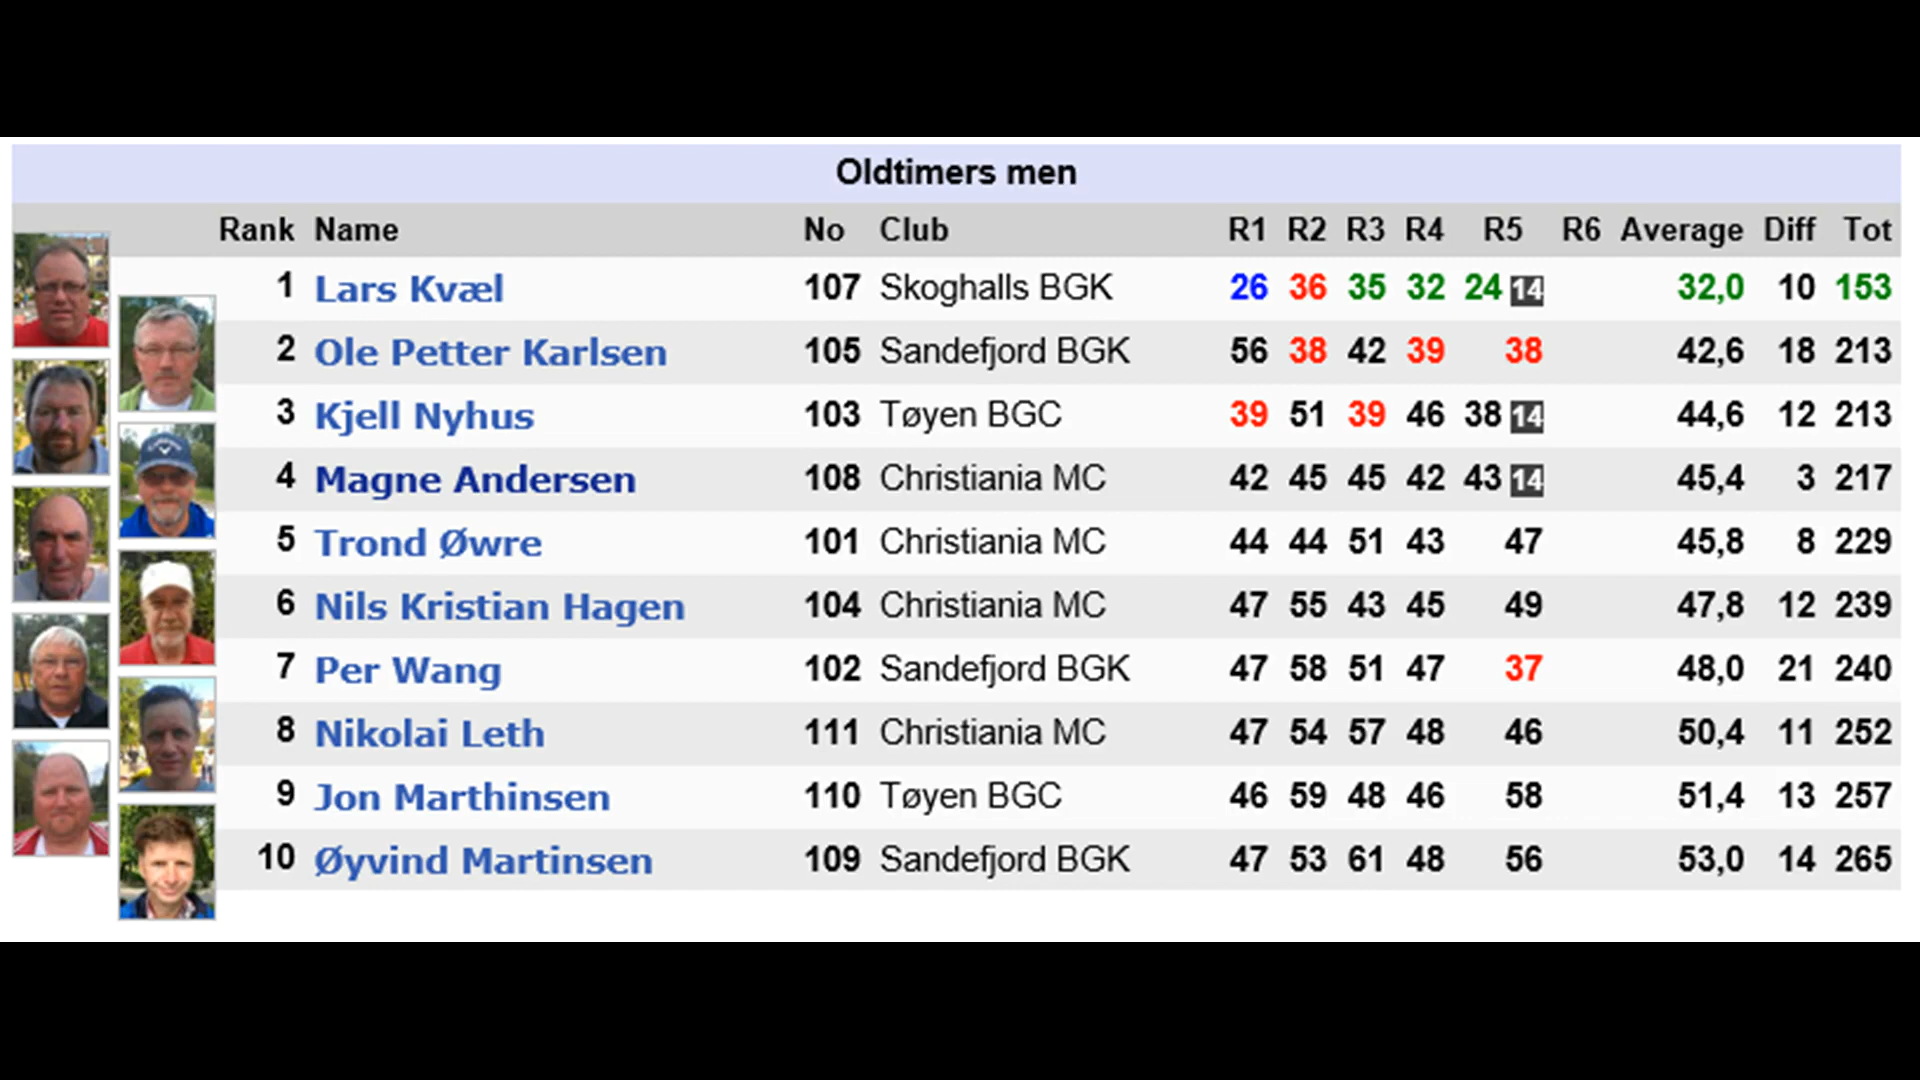 Oldtimers men
Rank Name No Club R1 R2 R3 R4 R5 R6 Average Diff Tot
1 Lars Kvæl 107 Skoghalls BGK 26 36 35 32 24 14 32,0 10 153
2 Ole Petter Karlsen 105 Sandefjord BGK 56 38 42 39 38 42,6 18 213
3 Kjell Nyhus 103 Tøyen BGC 39 51 39 46 38 14 44,6 12 213
4 Magne Andersen 108 Christiania MC 42 45 45 42 43 14 45,4 3 217
5 Trond Øwre 101 Christiania MC 44 44 51 43 47 45,8 8 229
6 Nils Kristian Hagen 104 Christiania MC 47 55 43 45 49 47,8 12 239
7 Per Wang 102 Sandefjord BGK 47 58 51 47 37 48,0 21 240
8 Nikolai Leth 111 Christiania MC 47 54 57 48 46 50,4 11 252
9 Jon Marthinsen 110 Tøyen BGC 46 59 48 46 58 51,4 13 257
10 Øyvind Martinsen 109 Sandefjord BGK 47 53 61 48 56 53,0 14 265